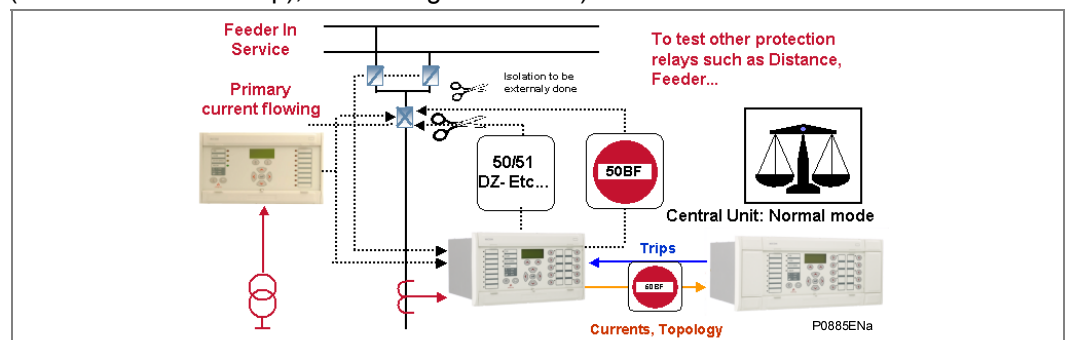 Feeder In
Service
To test other protection
relays such as Distance,
Feeder...
Isolation to be
externaly done
Primary
current flowing
50/51
DZ- Etc...
50BF
Central Unit: Normal mode
Trips
50BF
Currents, Topology
P0885ENa